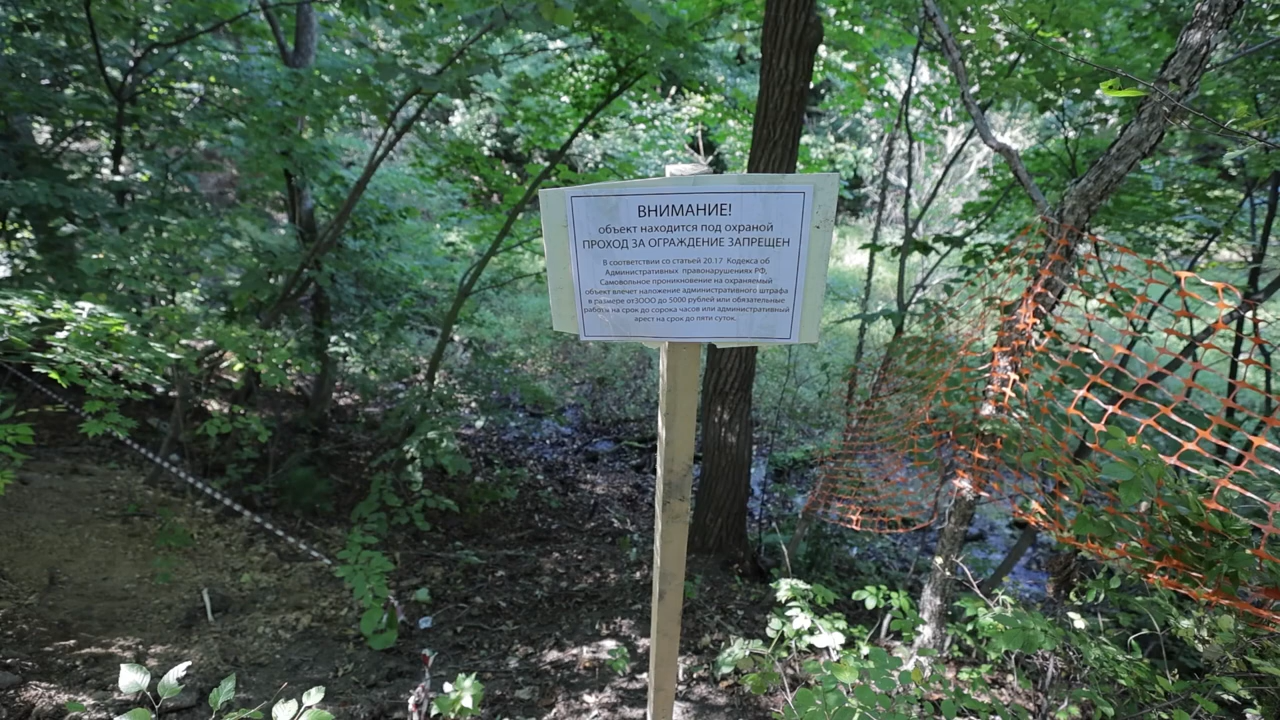 ВНИМАНИЕ!
объект находится под охраной
ПРОХОД ЗА ОГРАЖДЕНИЕ ЗАПРЕЩЕН
В соответствии со статьей 20.17 Кодекса об
Административных правонарушениях РФ,
Самовольное проникновение на охраняемый
объект влечет наложение административного штрафа
в размере от3ООО до 5000 рублей или обязательные
работы на срок до сорока часов или административный
арест на срок до пяти суток.